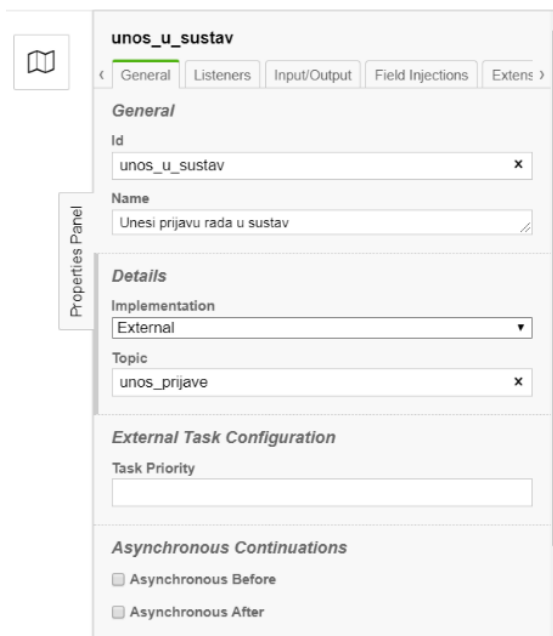 unos_u_sustav
General Listeners Input/Output Field Injections Extens
General
Id
unos_u_sustav
Name
Unesi prijavu rada u sustav
Properties Panel
Details
Implementation
External
Topic
unos_prijave
External Task Configuration
Task Priority
Asynchronous Continuations
Asynchronous Before
Asynchronous After